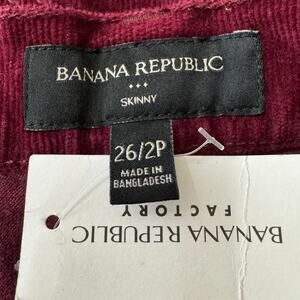 BANANA REPUBLIC
SKINNY
26/2P
MADE IN
BANGLADESH
BANANA REPUBLIC
FACTORY